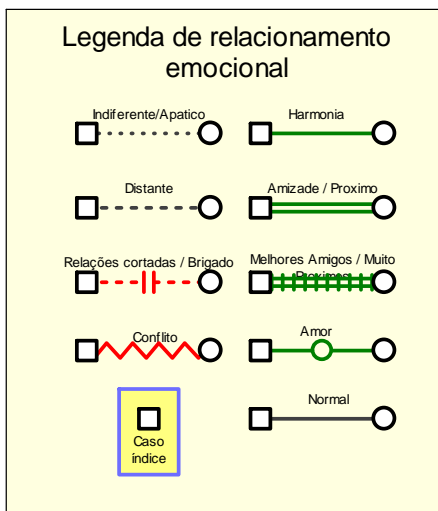 Legenda de relacionamento
emocional
Indiferente/Apatico
Harmonia
Distante
Amizade / Proximo
Relações cortadas / Brigado
Melhores Amigos / Muito
Proximos
Conflito
Amor
Caso
índice
Normal